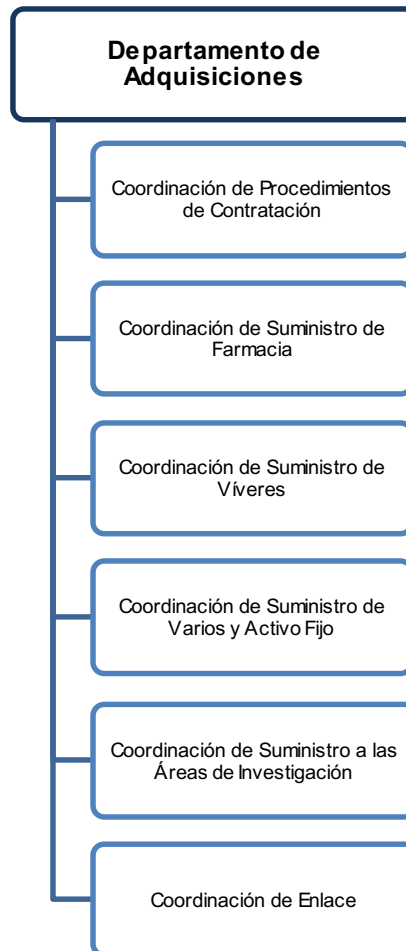 Departamento de
Adquisiciones
Coordinación de Procedimientos
de Contratación
Coordinación de Suministro de
Farmacia
Coordinación de Suministro de
Víveres
Coordinación de Suministro de
Varios y Activo Fijo
Coordinación de Suministro a las
Áreas de Investigación
Coordinación de Enlace